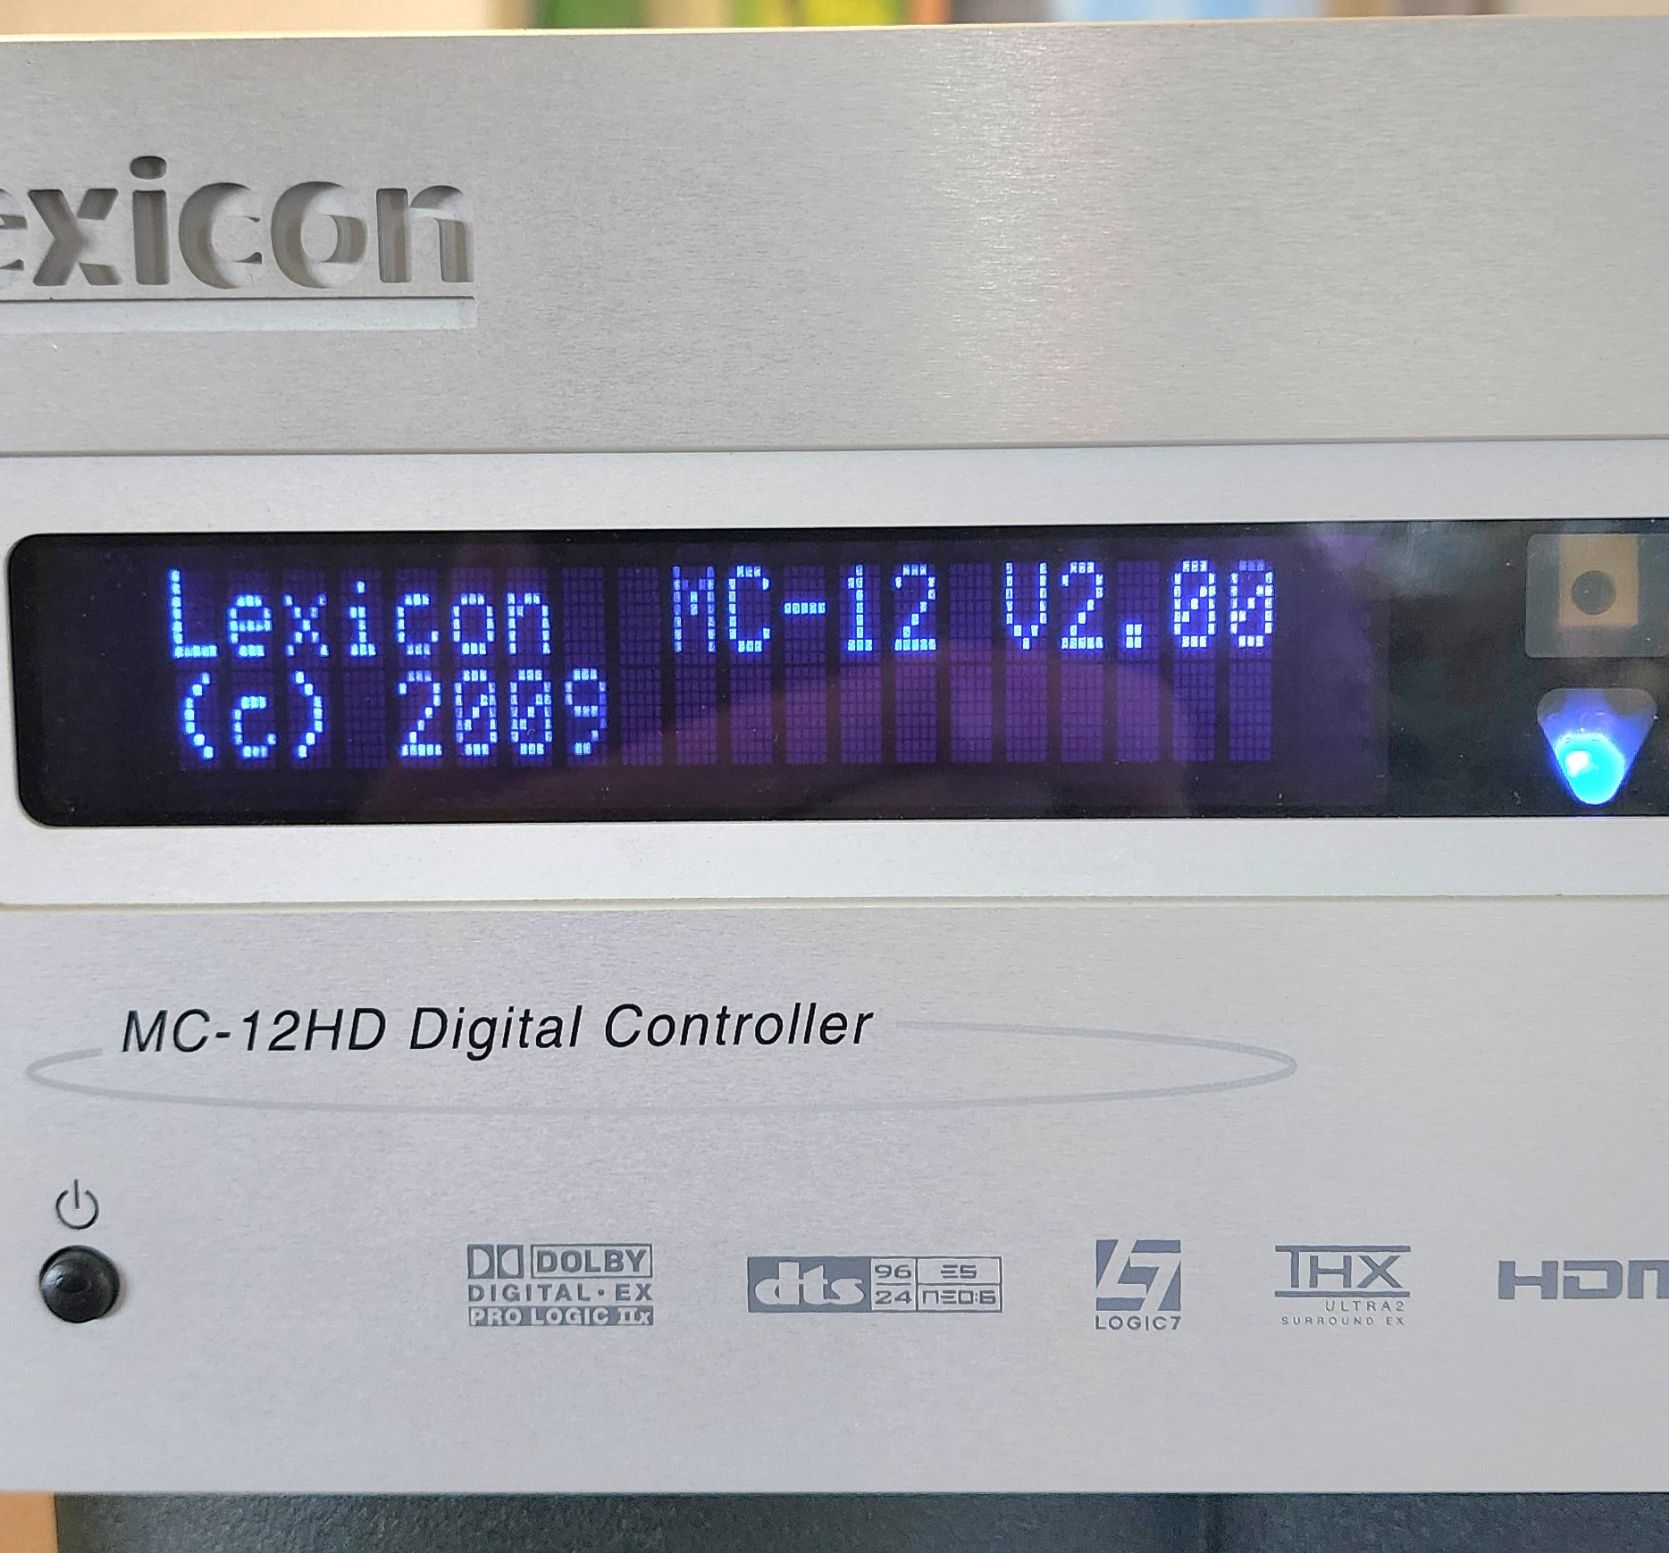 exicon
Lexicon  MC-12 V2.00
(c) 2009
MC-12HD Digital Controller
DOLBY
DIGITAL·EX
PRO LOGIC IIx
dts 96 ES
24 NEO:6
LOGIC7
THX
ULTRA2
SURROUND EX
HDM